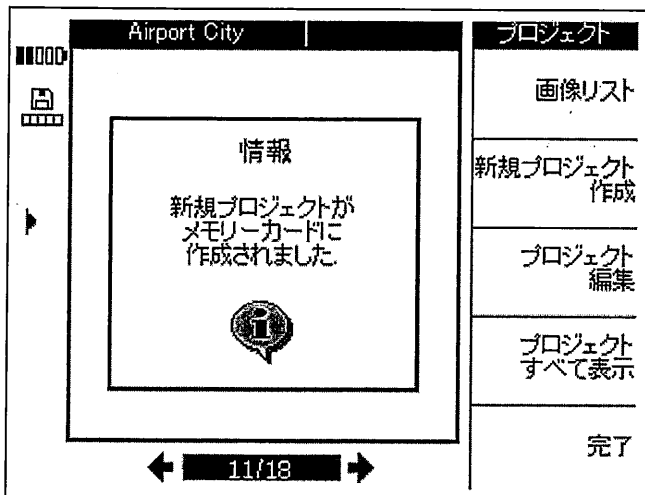 Airport City
プロジェクト
画像リスト
情報
新規プロジェクトが
メモリーカードに
作成されました.
新規プロジェクト
作成
プロジェクト
編集
プロジェクト
すべて表示
完了
11/18